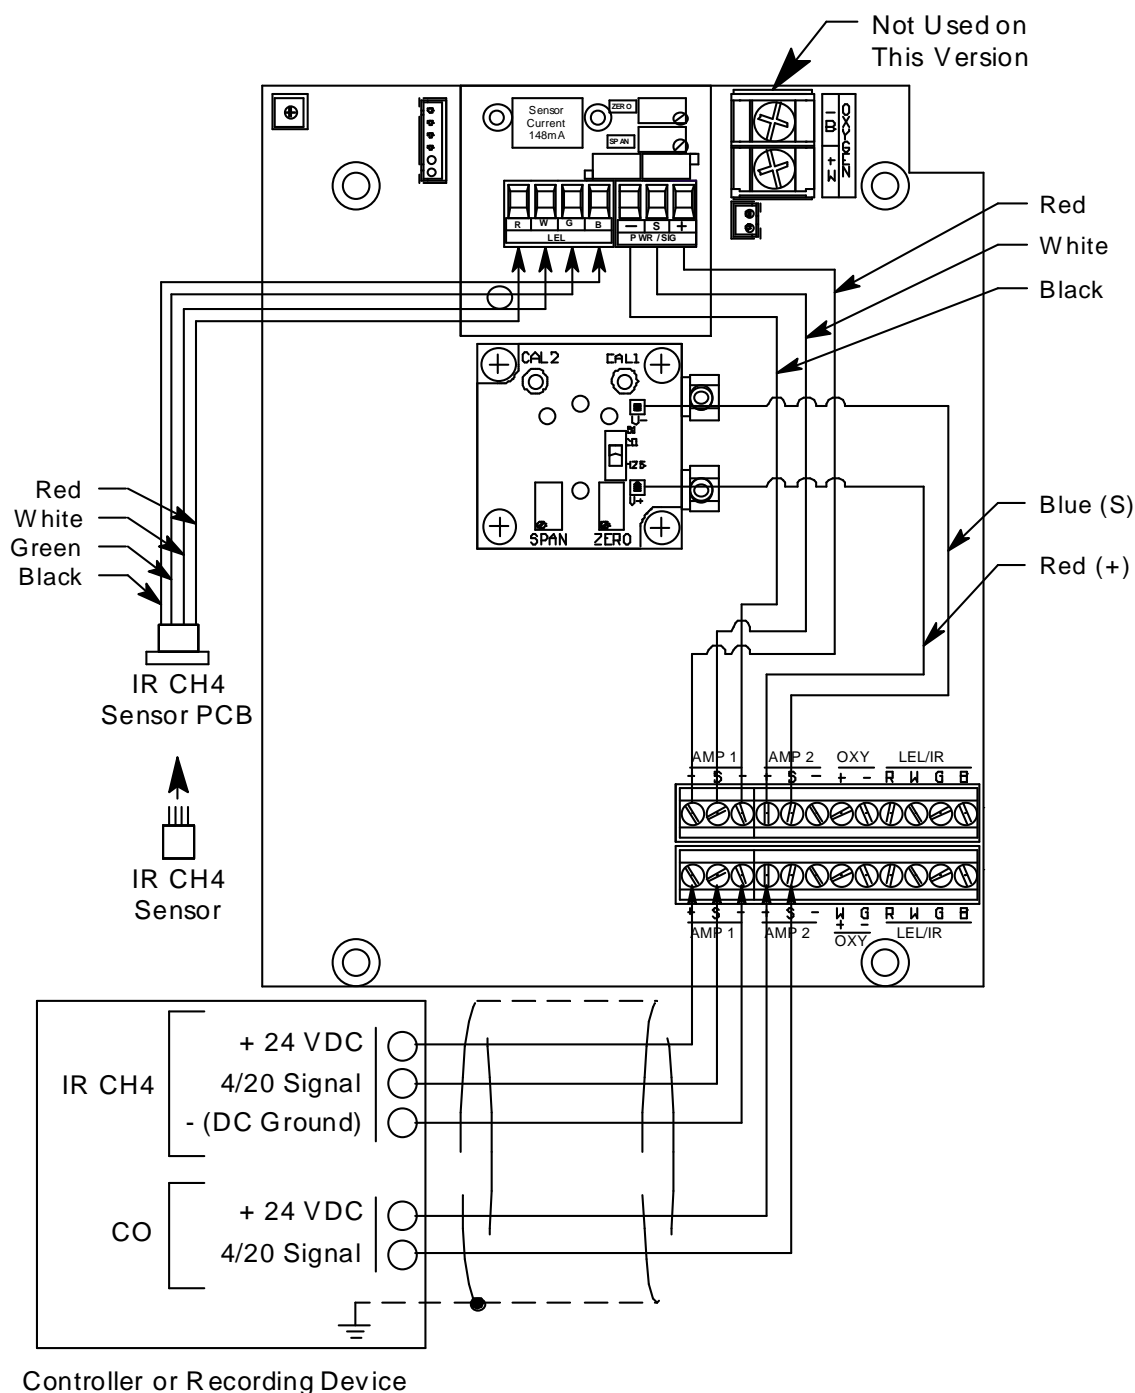 Not Used on
This Version
Sensor
Current
148mA
ZERO
SPAN
R W G B
LEL
− S +
PWR/SIG
OXYGEN
Red
White
Black
CAL2 CAL1
V-
V+
SPAN ZERO
Red
White
Green
Black
Blue (S)
Red (+)
IR CH4
Sensor PCB
IR CH4
Sensor
AMP 1 AMP 2 OXY LEL/IR
- S - - S - + - R W G B
+ S - - S - W G R W G B
+ -
AMP 1 AMP 2 OXY LEL/IR
IR CH4
+ 24 VDC
4/20 Signal
- (DC Ground)
CO
+ 24 VDC
4/20 Signal
Controller or Recording Device